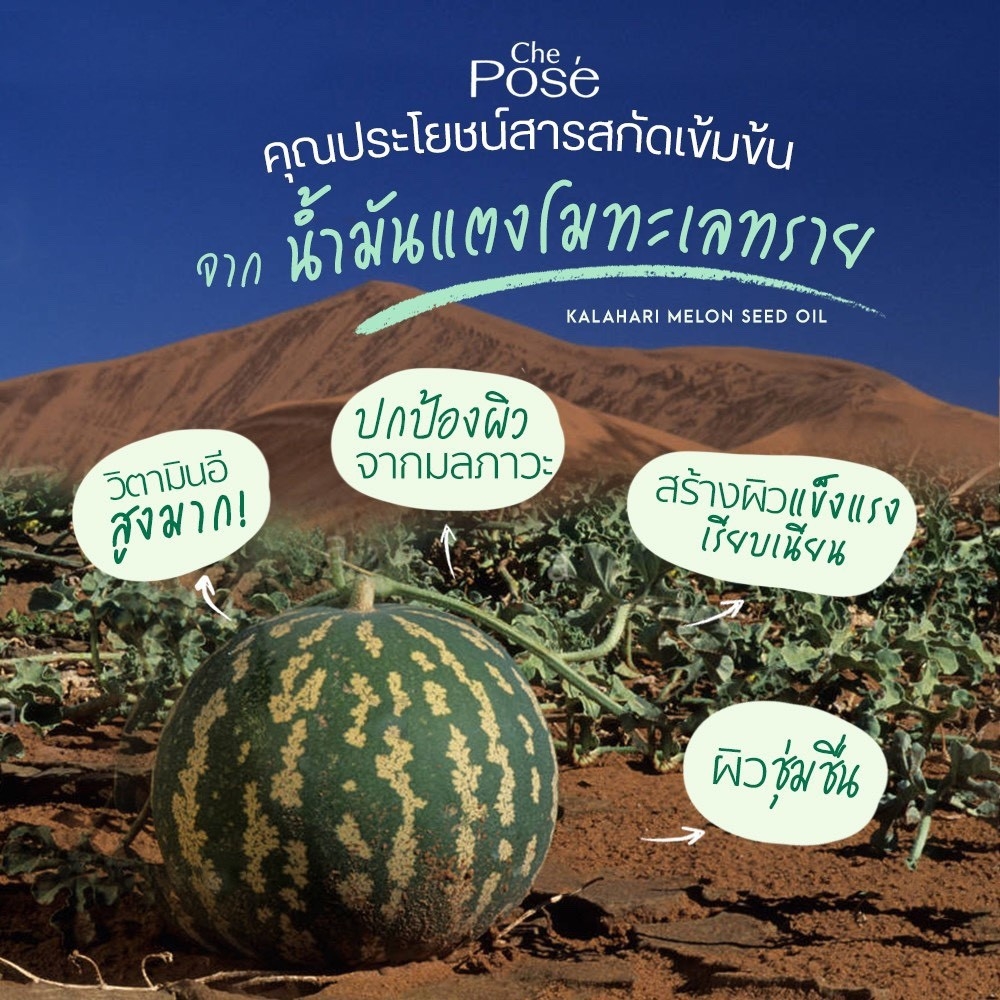 Che
Posé
คุณประโยชน์สารสกัดเข้มข้น
จาก น้ำมันแตงโมทะเลทราย
KALAHARI MELON SEED OIL
ปกป้องผิว
จากมลภาวะ
วิตามินอี
สูงมาก!
สร้างผิวแข็งแรง
เรียบเนียน
ผิวชุ่มชื่น